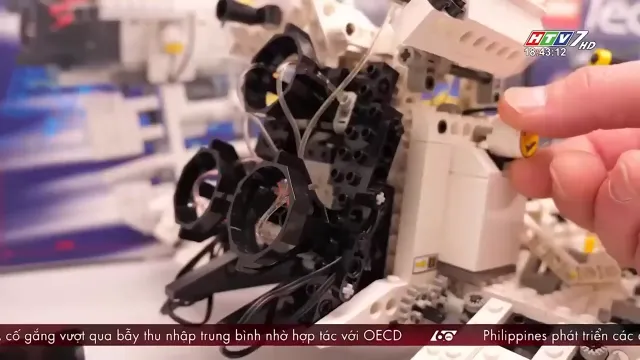 HTV7 HD
18:43:12
, cố gắng vượt qua bẫy thu nhập trung bình nhờ hợp tác với OECD 60 Philippines phát triển các